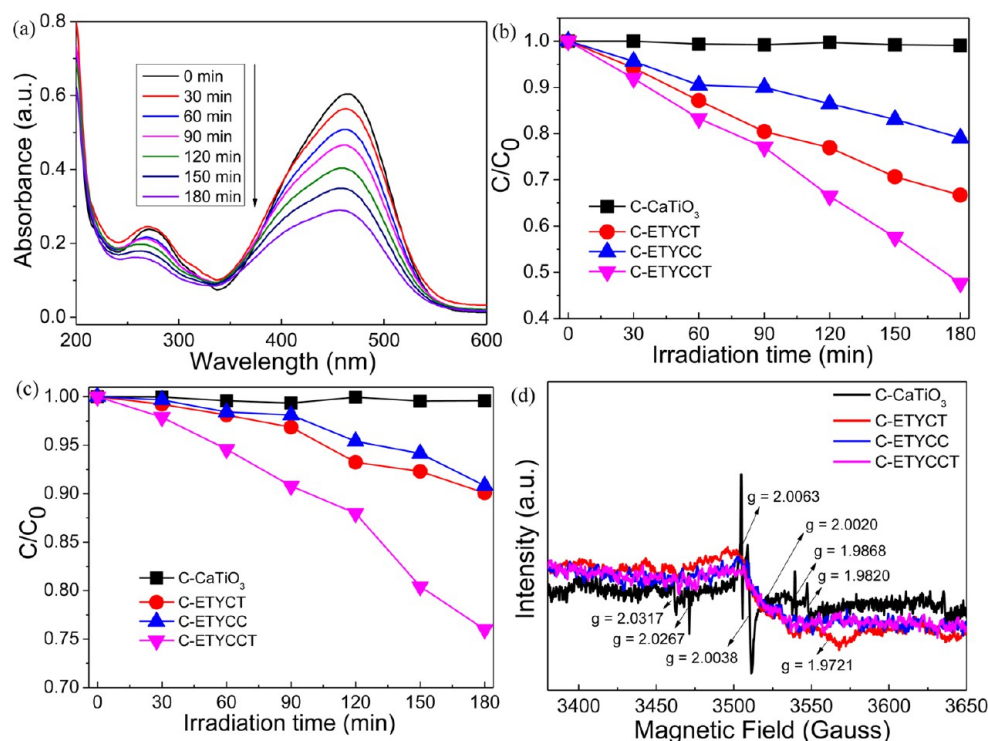 (a)
0.8
0.6
0.4
0.2
0.0
Absorbance (a.u.)
0 min
30 min
60 min
90 min
120 min
150 min
180 min
200
300
400
500
600
Wavelength (nm)
(b)
1.0
0.9
0.8
0.7
0.6
0.5
0.4
C/C₀
C-CaTiO₃
C-ETYCT
C-ETYCC
C-ETYCCT
0
30
60
90
120
150
180
Irradiation time (min)
(c)
1.00
0.95
0.90
0.85
0.80
0.75
0.70
C/C₀
C-CaTiO₃
C-ETYCT
C-ETYCC
C-ETYCCT
0
30
60
90
120
150
180
Irradiation time (min)
(d)
Intensity (a.u.)
C-CaTiO₃
C-ETYCT
C-ETYCC
C-ETYCCT
g = 2.0063
g = 2.0020
g = 1.9868
g = 1.9820
g = 2.0317
g = 2.0267
g = 2.0038
g = 1.9721
3400
3450
3500
3550
3600
3650
Magnetic Field (Gauss)